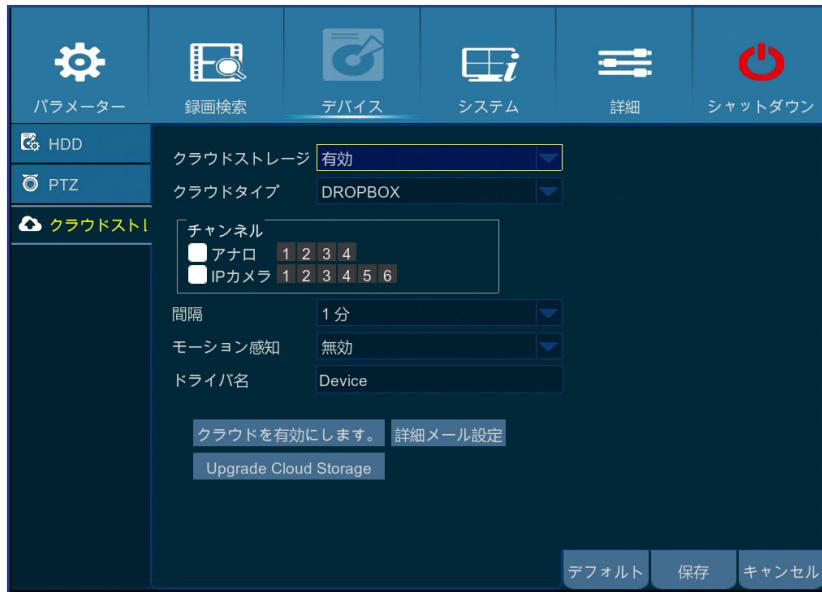 パラメーター 録画検索 デバイス システム 詳細 シャットダウン
HDD
PTZ
クラウドスト
クラウドストレージ 有効
クラウドタイプ DROPBOX
チャンネル
アナロ 1 2 3 4
IPカメラ 1 2 3 4 5 6
間隔 1分
モーション感知 無効
ドライバ名 Device
クラウドを有効にします。 詳細メール設定
Upgrade Cloud Storage
デフォルト 保存 キャンセル